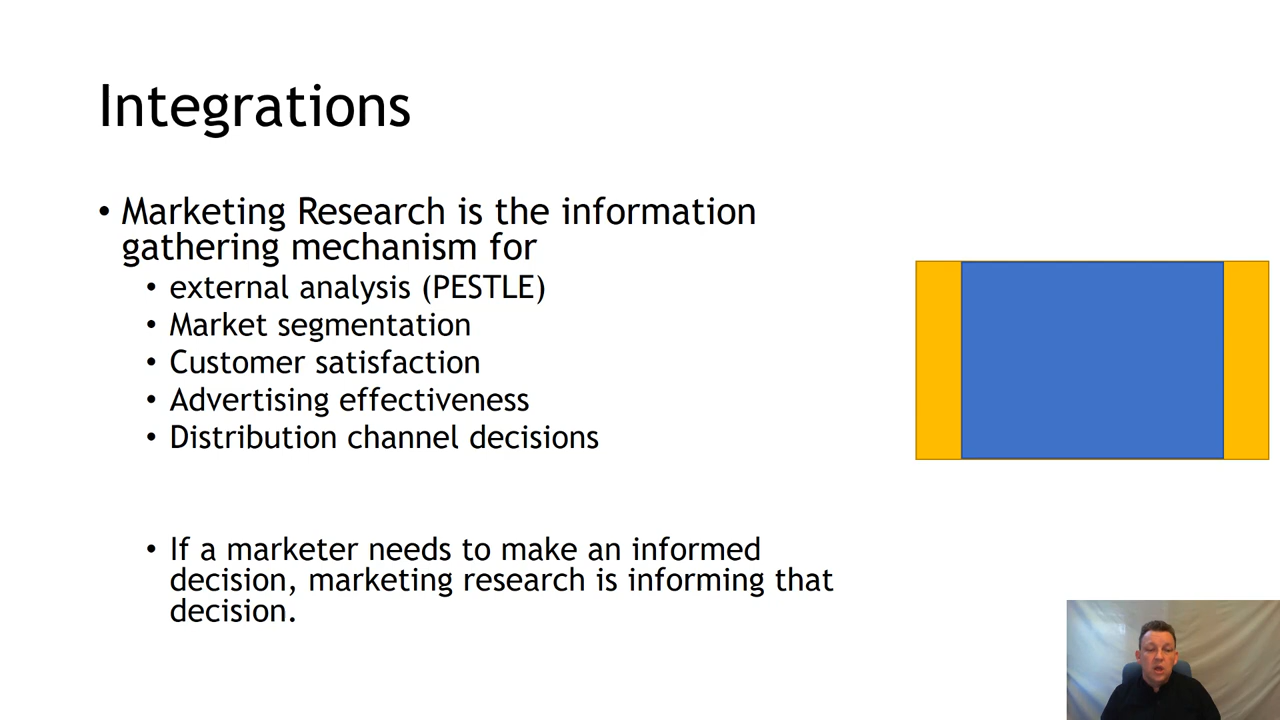 Integrations
• Marketing Research is the information
gathering mechanism for
• external analysis (PESTLE)
• Market segmentation
• Customer satisfaction
• Advertising effectiveness
• Distribution channel decisions
• If a marketer needs to make an informed
decision, marketing research is informing that
decision.